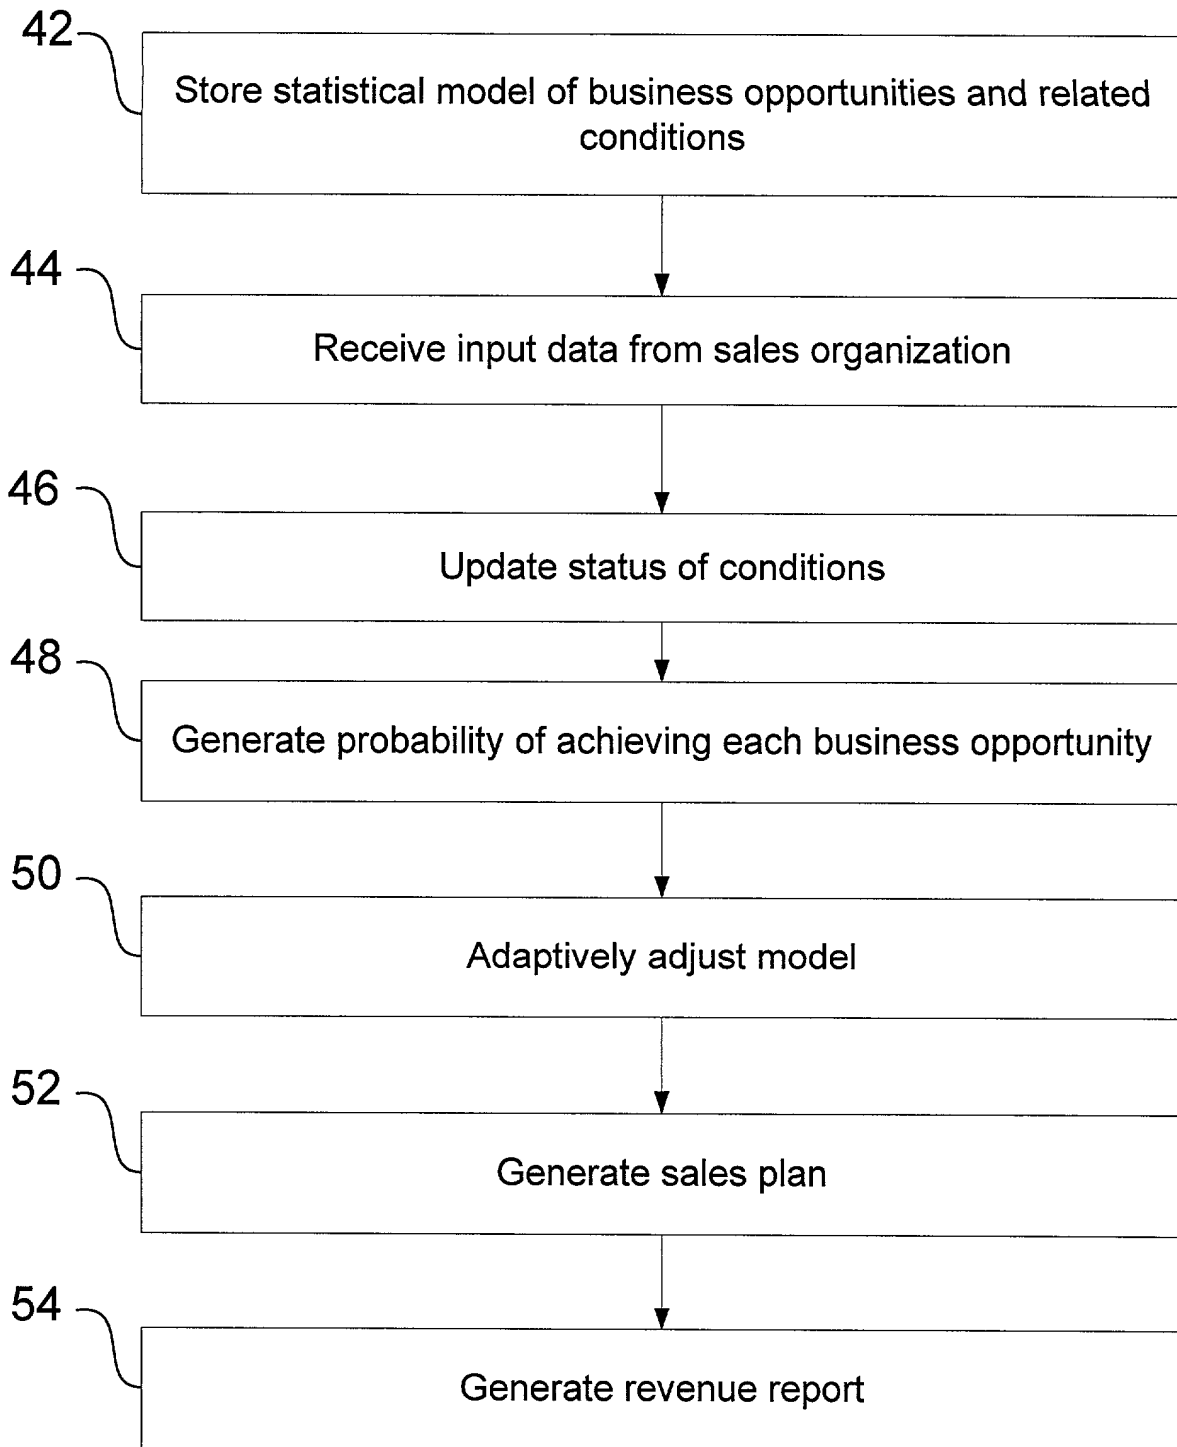 42
Store statistical model of business opportunities and related
conditions
44
Receive input data from sales organization
46
Update status of conditions
48
Generate probability of achieving each business opportunity
50
Adaptively adjust model
52
Generate sales plan
54
Generate revenue report